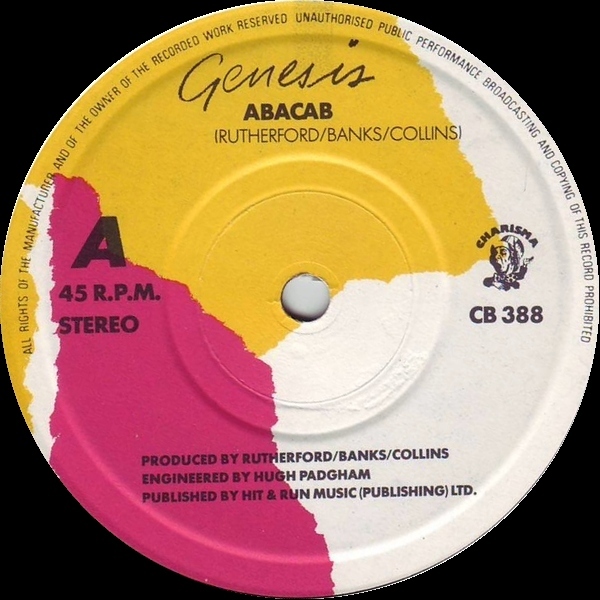 ALL RIGHTS OF THE MANUFACTURER AND OF THE OWNER OF THE RECORDED WORK RESERVED UNAUTHORISED PUBLIC PERFORMANCE BROADCASTING AND COPYING OF THIS RECORD PROHIBITED
Genesis
ABACAB
(RUTHERFORD/BANKS/COLLINS)
A
45 R.P.M.
STEREO
CHARISMA
CB 388
PRODUCED BY RUTHERFORD/BANKS/COLLINS
ENGINEERED BY HUGH PADGHAM
PUBLISHED BY HIT & RUN MUSIC (PUBLISHING) LTD.